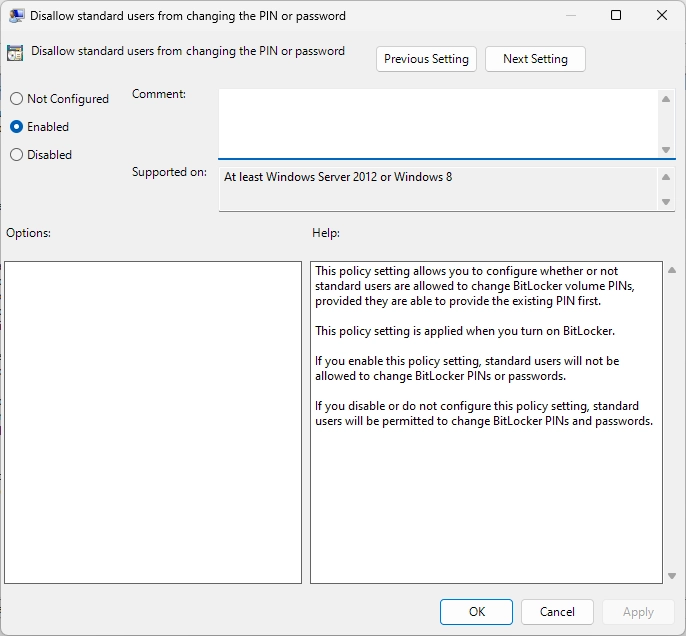 Disallow standard users from changing the PIN or password
Disallow standard users from changing the PIN or password
Previous Setting
Next Setting
Not Configured
Enabled
Disabled
Comment:
Supported on:
At least Windows Server 2012 or Windows 8
Options:
Help:
This policy setting allows you to configure whether or not
standard users are allowed to change BitLocker volume PINs,
provided they are able to provide the existing PIN first.
This policy setting is applied when you turn on BitLocker.
If you enable this policy setting, standard users will not be
allowed to change BitLocker PINs or passwords.
If you disable or do not configure this policy setting, standard
users will be permitted to change BitLocker PINs and passwords.
OK
Cancel
Apply